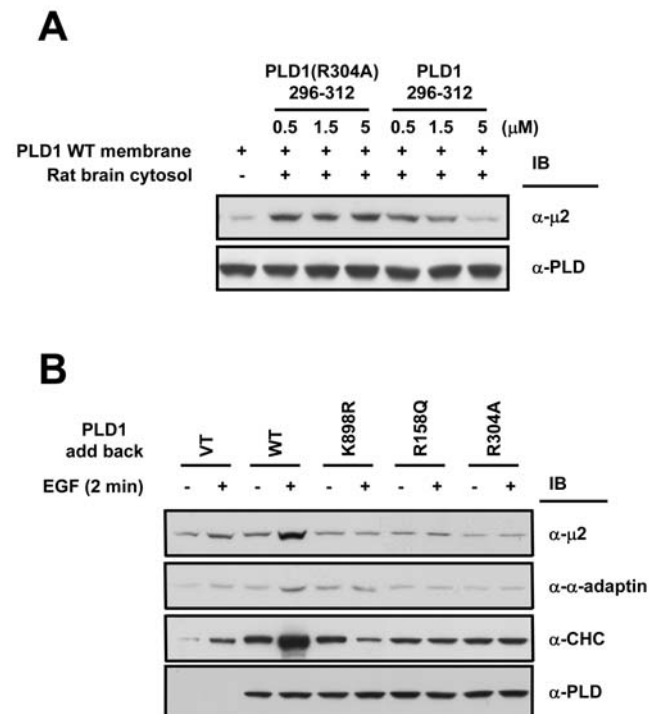 A
PLD1(R304A) PLD1
296-312 296-312
0.5 1.5 5 0.5 1.5 5 (μM)
PLD1 WT membrane + + + + + + +
Rat brain cytosol - + + + + + +
IB
α-μ2
α-PLD
B
PLD1
add back
VT WT K898R R158Q R304A
EGF (2 min) - + - + - + - + - +
IB
α-μ2
α-α-adaptin
α-CHC
α-PLD